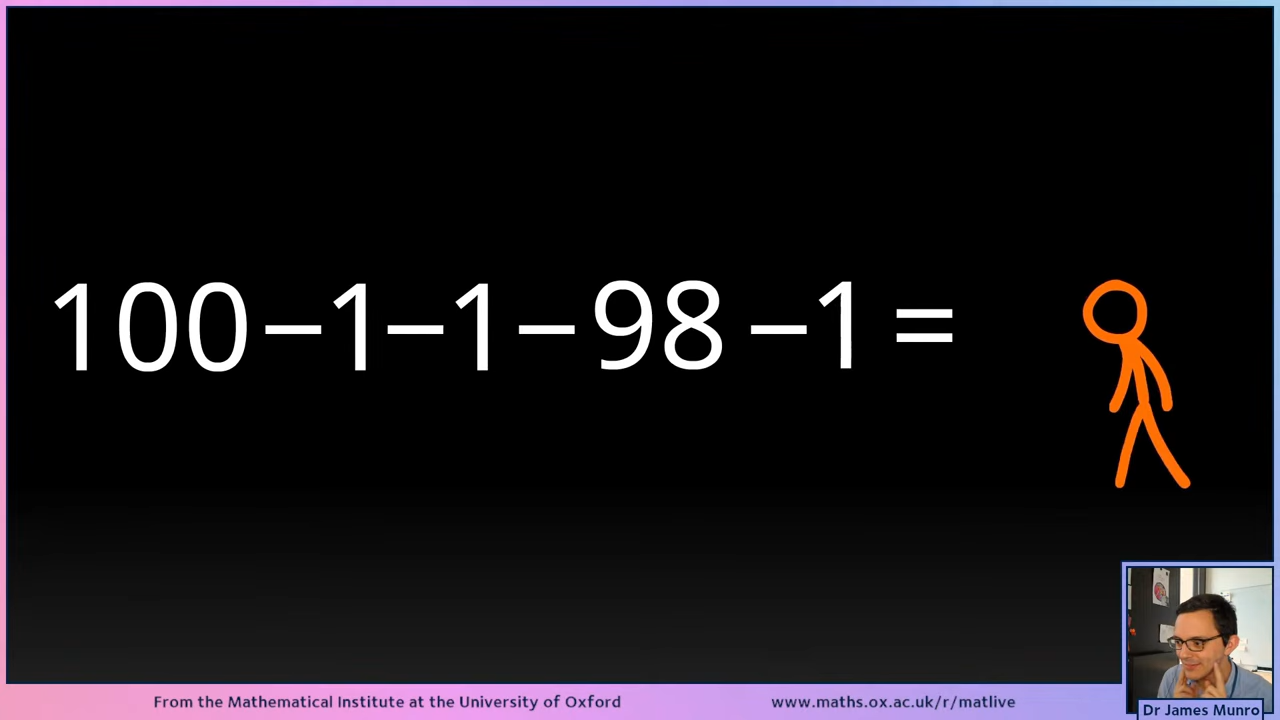 100 –1–1–98 –1 =
From the Mathematical Institute at the University of Oxford
www.maths.ox.ac.uk/r/matlive
Dr James Munro